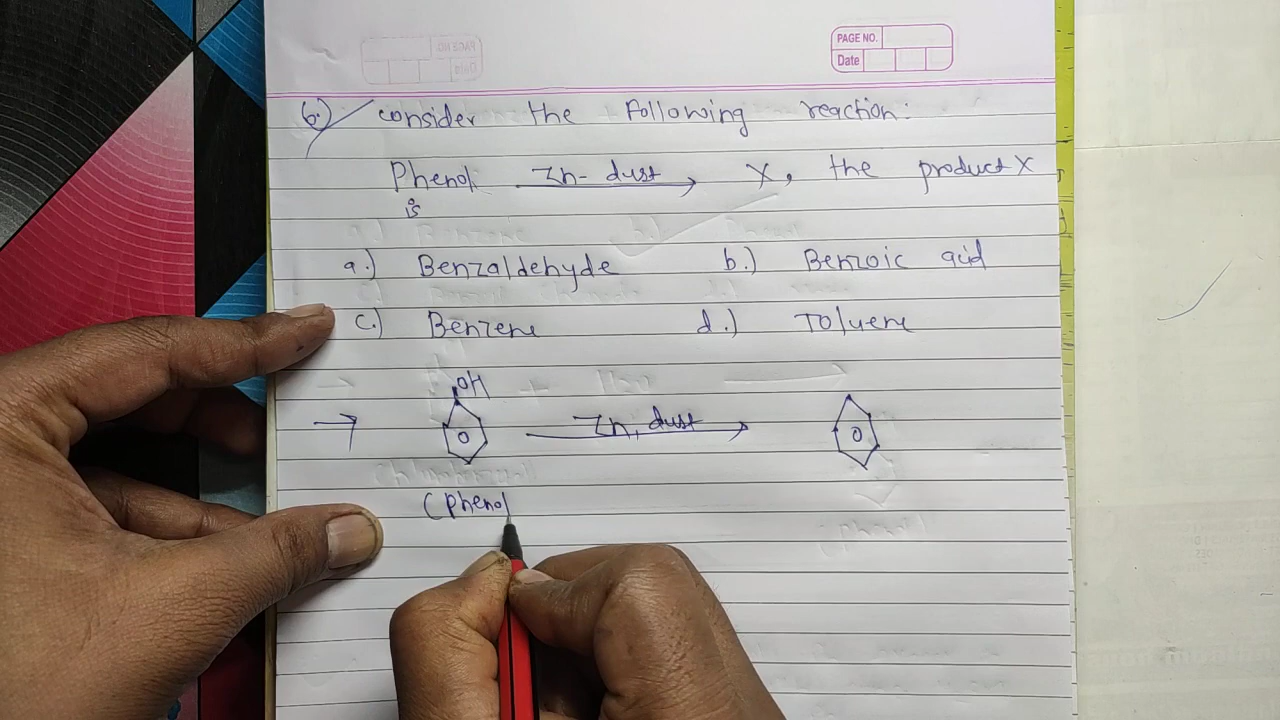 PAGE NO.
Date
6.) consider the following reaction:
Phenol Zn-dust X, the product X
is
a.) Benzaldehyde b.) Benzoic acid
c.) Benzene d.) Toluene
OH
Zn, dust
(phenol